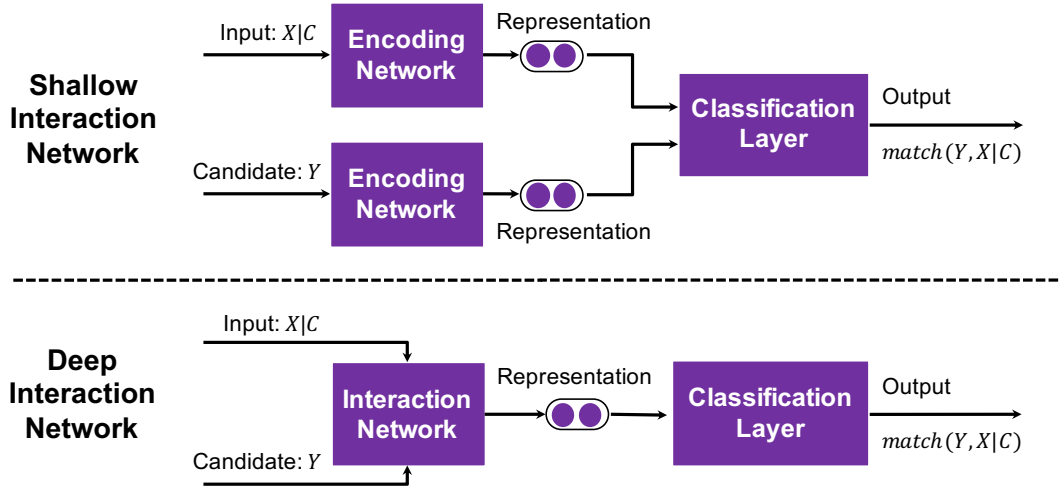 Shallow
Interaction
Network
Input: X|C
Encoding
Network
Representation
Candidate: Y
Encoding
Network
Representation
Classification
Layer
Output
match(Y, X|C)
Deep
Interaction
Network
Input: X|C
Candidate: Y
Interaction
Network
Representation
Classification
Layer
Output
match(Y, X|C)